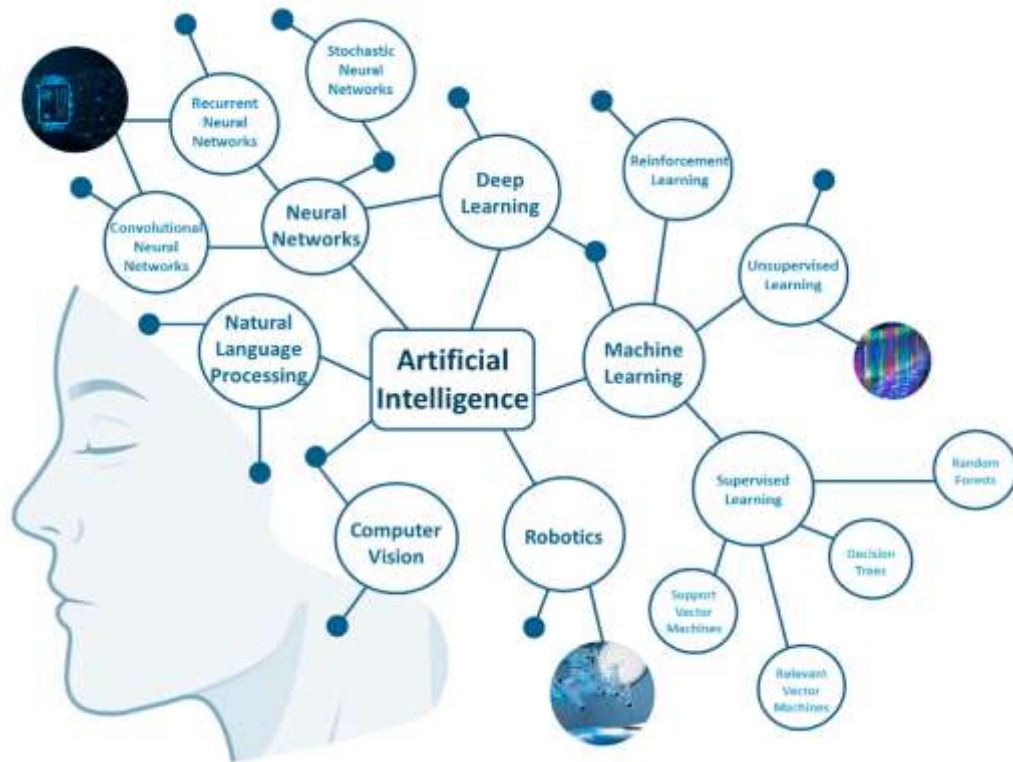 Stochastic
Neural
Networks
Recurrent
Neural
Networks
Deep
Learning
Reinforcement
Learning
Neural
Networks
Convolutional
Neural
Networks
Unsupervised
Learning
Natural
Language
Processing
Artificial
Intelligence
Machine
Learning
Supervised
Learning
Random
Forests
Computer
Vision
Robotics
Decision
Trees
Support
Vector
Machines
Relevant
Vector
Machines